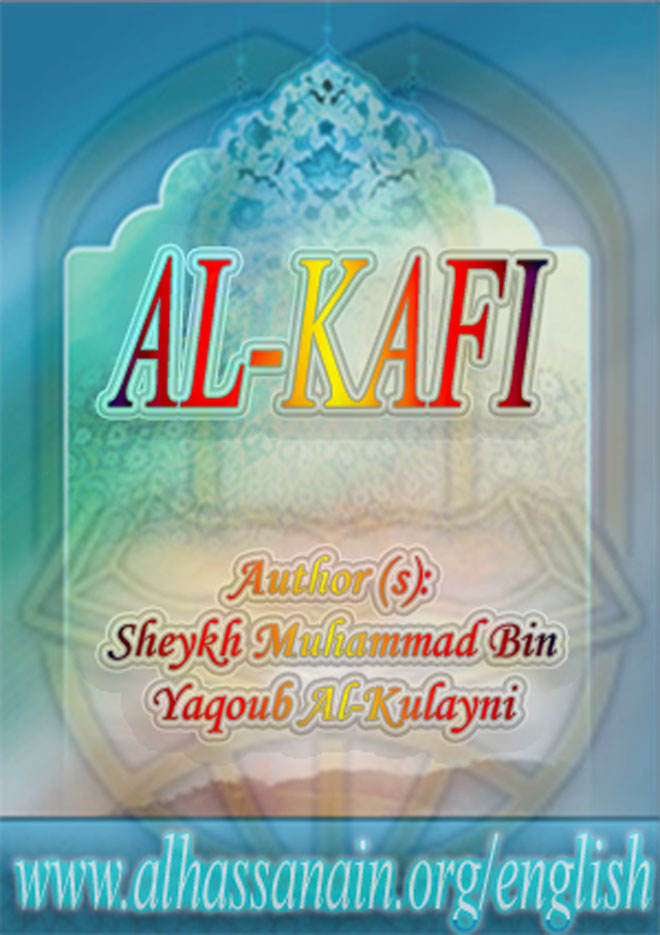 AL-KAFI
Author (s):
Sheykh Muhammad Bin
Yaqoub Al-Kulayni
www.alhassanain.org/english